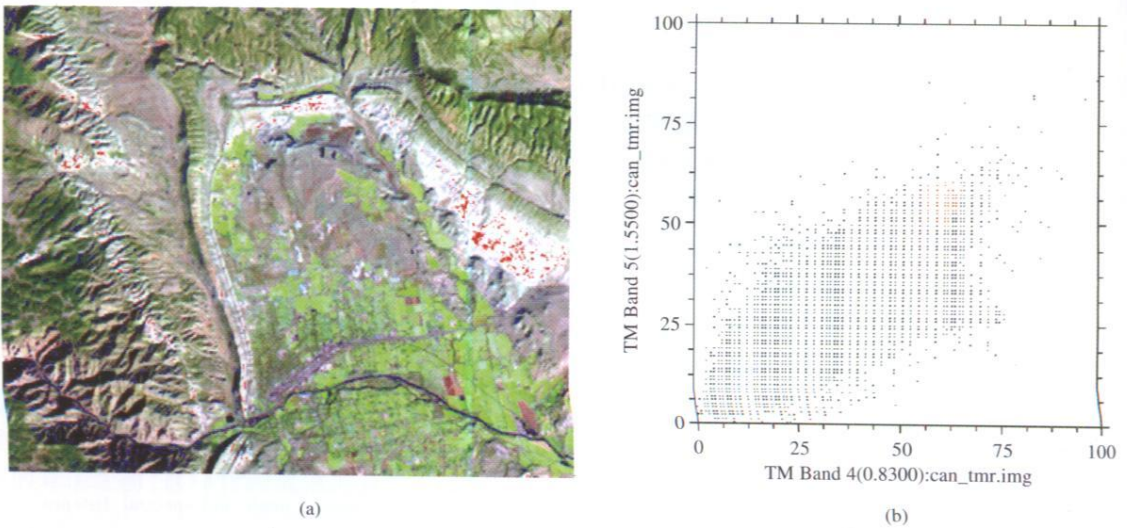 100
75
50
25
0
TM Band 5(1.5500):can_tmr.img
0 25 50 75 100
TM Band 4(0.8300):can_tmr.img
(a)
(b)